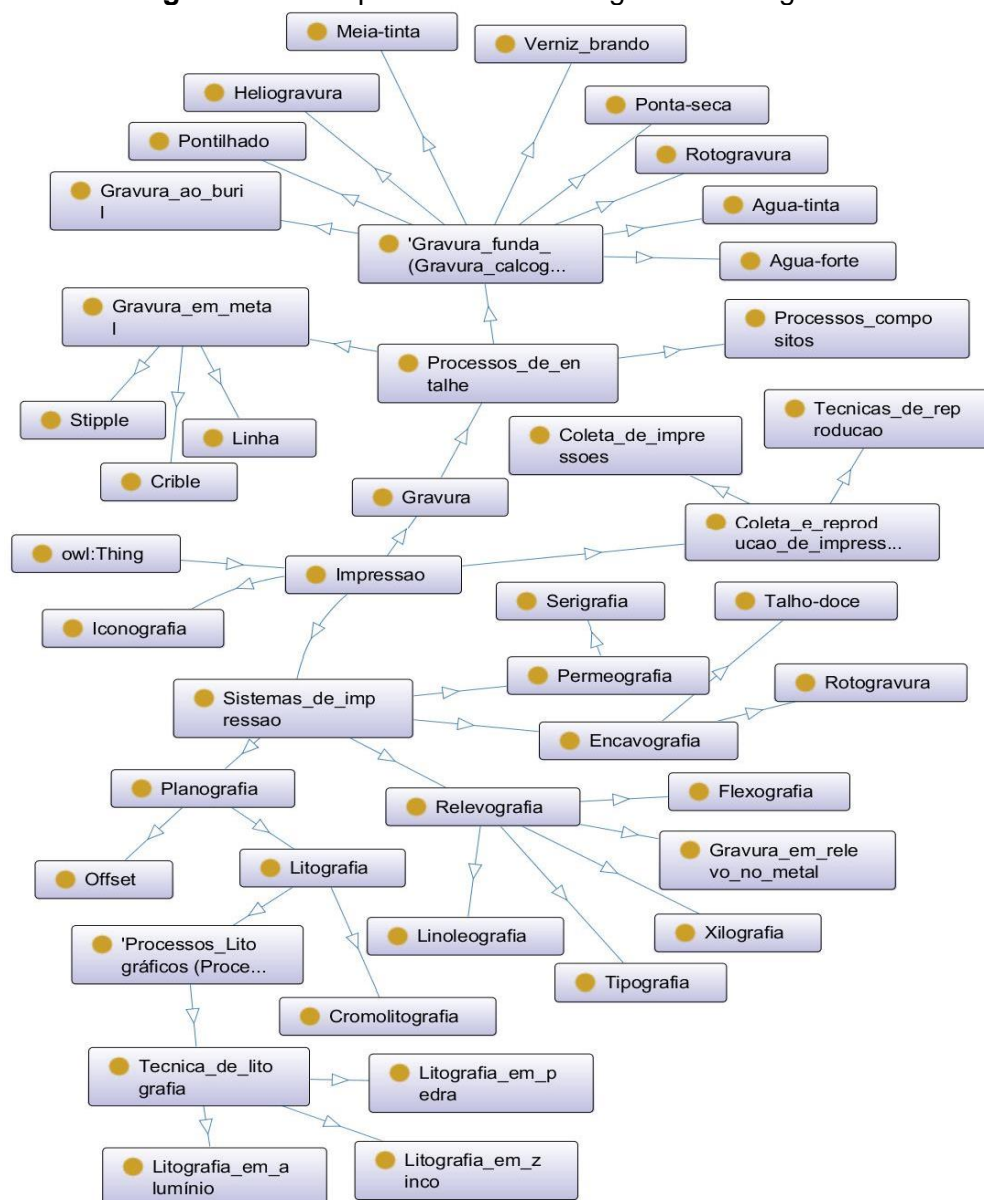 Meia-tinta
Verniz_brando
Heliogravura
Ponta-seca
Pontilhado
Rotogravura
Gravura_ao_buri
l
Agua-tinta
'Gravura_funda_
(Gravura_calcog...
Agua-forte
Gravura_em_meta
l
Processos_compo
sitos
Processos_de_en
talhe
Stipple
Linha
Crible
Tecnicas_de_rep
roducao
Coleta_de_impre
ssoes
Gravura
Coleta_e_reprod
ucao_de_impress...
owl:Thing
Impressao
Iconografia
Serigrafia
Talho-doce
Sistemas_de_imp
ressao
Permeografia
Rotogravura
Encavografia
Planografia
Relevografia
Flexografia
Offset
Litografia
Gravura_em_rele
vo_no_metal
'Processos_Lito
gráficos (Proce...
Linoleografia
Xilografia
Tipografia
Cromolitografia
Tecnica_de_lito
grafia
Litografia_em_p
edra
Litografia_em_a
lumínio
Litografia_em_z
inco